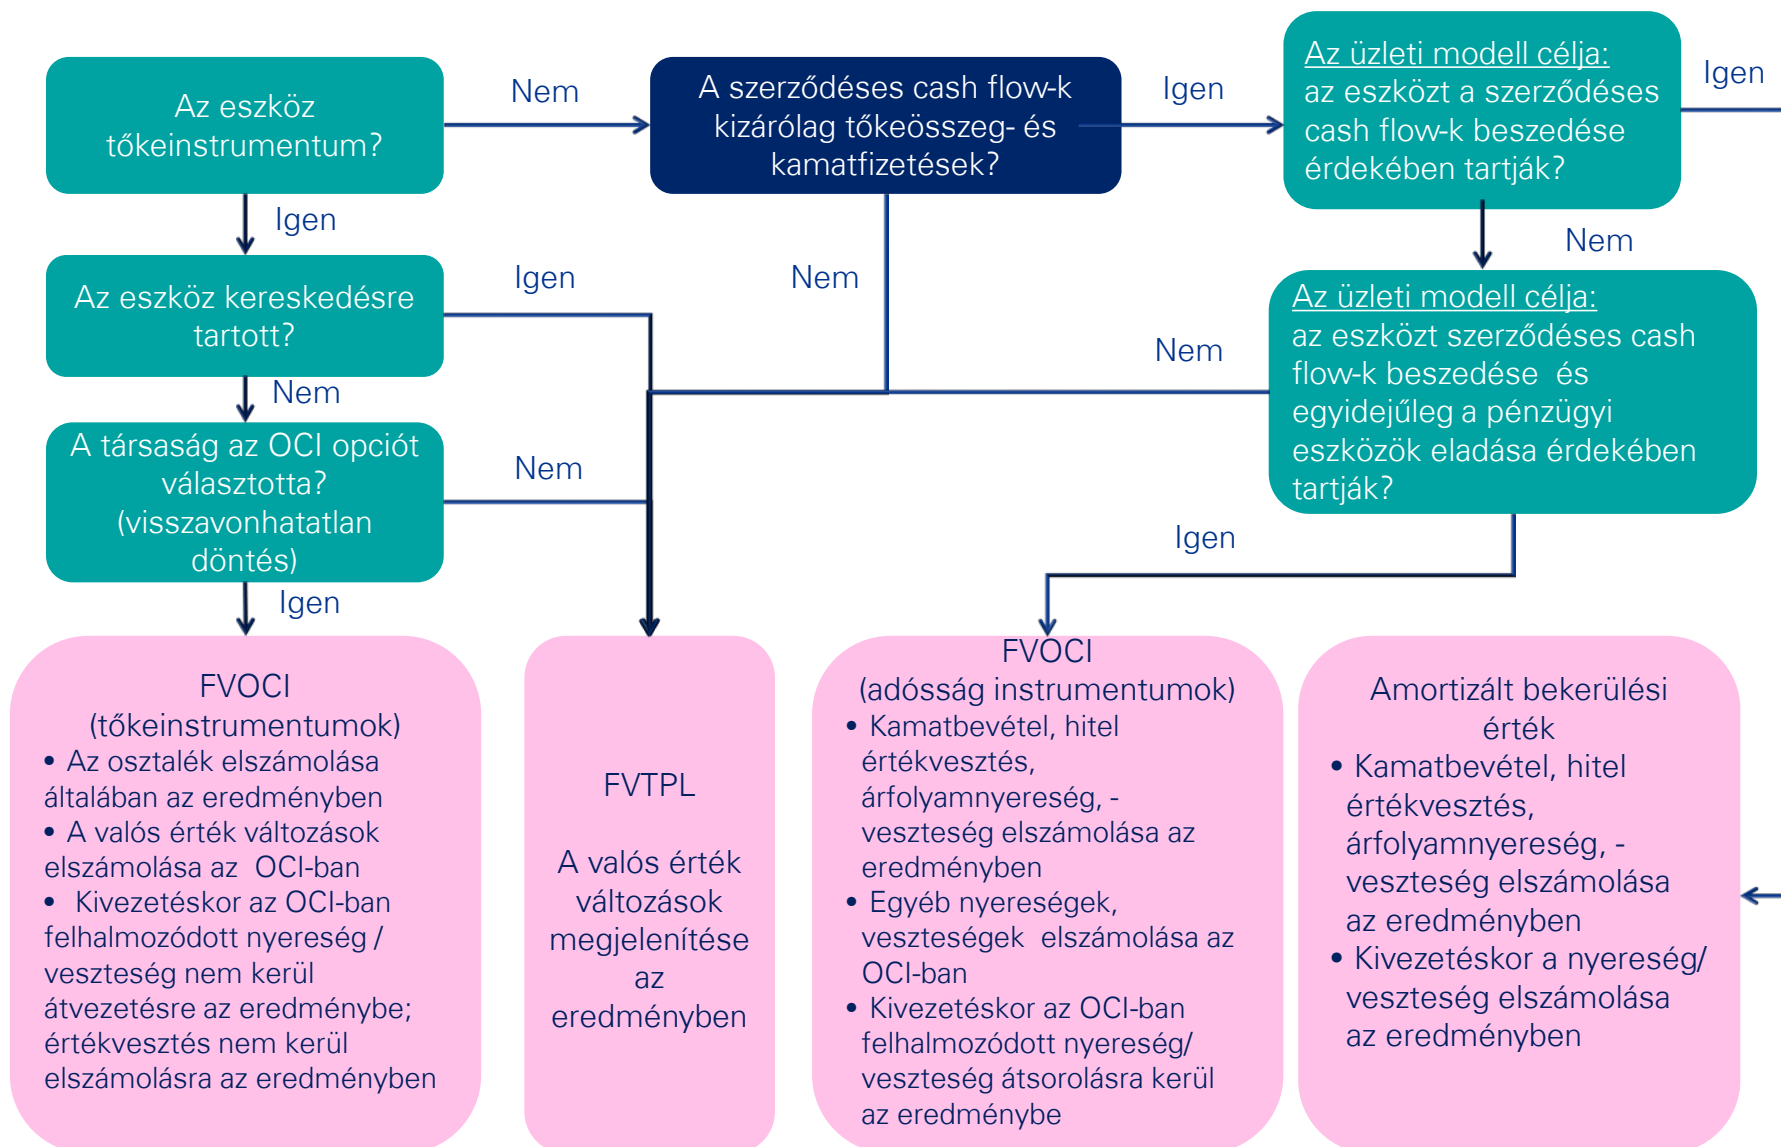 Az eszköz
tőkeinstrumentum?
Nem
A szerződéses cash flow-k
kizárólag tőkeösszeg- és
kamatfizetések?
Igen
Az üzleti modell célja:
az eszközt a szerződéses
cash flow-k beszedése
érdekében tartják?
Igen
Igen
Nem
Nem
Az eszköz kereskedésre
tartott?
Igen
Nem
Az üzleti modell célja:
az eszközt szerződéses cash
flow-k beszedése és
egyidejűleg a pénzügyi
eszközök eladása érdekében
tartják?
Nem
A társaság az OCI opciót
választotta?
(visszavonhatatlan
döntés)
Nem
Igen
Igen
FVOCI
(tőkeinstrumentumok)
• Az osztalék elszámolása
általában az eredményben
• A valós érték változások
elszámolása az OCI-ban
• Kivezetéskor az OCI-ban
felhalmozódott nyereség /
veszteség nem kerül
átvezetésre az eredménybe;
értékvesztés nem kerül
elszámolásra az eredményben
FVTPL
A valós érték
változások
megjelenítése
az
eredményben
FVOCI
(adósság instrumentumok)
• Kamatbevétel, hitel
értékvesztés,
árfolyamnyereség, -
veszteség elszámolása az
eredményben
• Egyéb nyereségek,
veszteségek elszámolása az
OCI-ban
• Kivezetéskor az OCI-ban
felhalmozódott nyereség/
veszteség átsorolásra kerül
az eredménybe
Amortizált bekerülési
érték
• Kamatbevétel, hitel
értékvesztés,
árfolyamnyereség, -
veszteség elszámolása
az eredményben
• Kivezetéskor a nyereség/
veszteség elszámolása
az eredményben